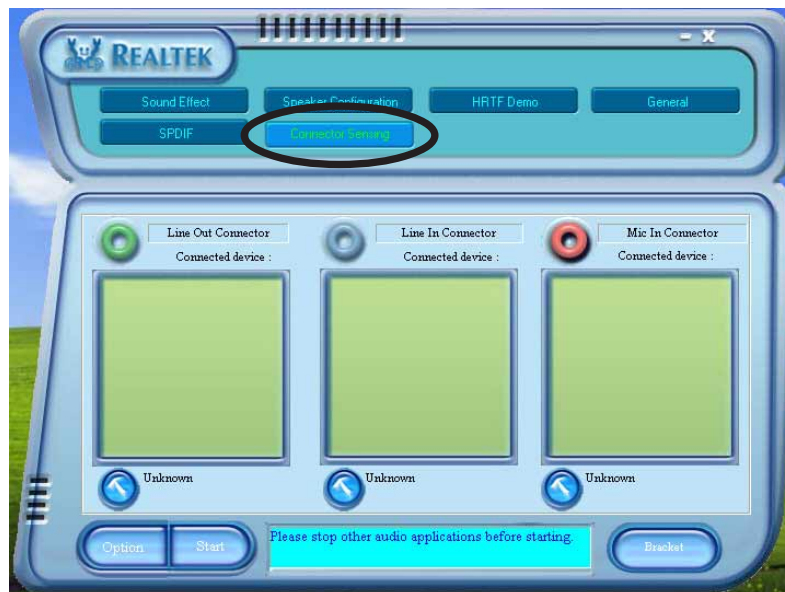 REALTEK
- X
Sound Effect
Speaker Configuration
HRTF Demo
General
SPDIF
Connector Sensing
Line Out Connector
Connected device :
Line In Connector
Connected device :
Mic In Connector
Connected device :
Unknown
Unknown
Unknown
Option
Start
Please stop other audio applications before starting.
Bracket